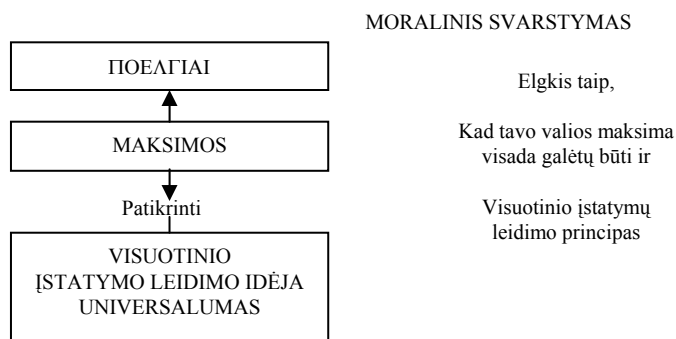 MORALINIS SVARSTYMAS
ΠΟΕΛΓΙΑΙ
Elgkis taip,
MAKSIMOS
Kad tavo valios maksima
visada galėtų būti ir
Patikrinti
Visuotinio įstatymų
leidimo principas
VISUOTINIO
ĮSTATYMO LEIDIMO IDĖJA
UNIVERSALUMAS